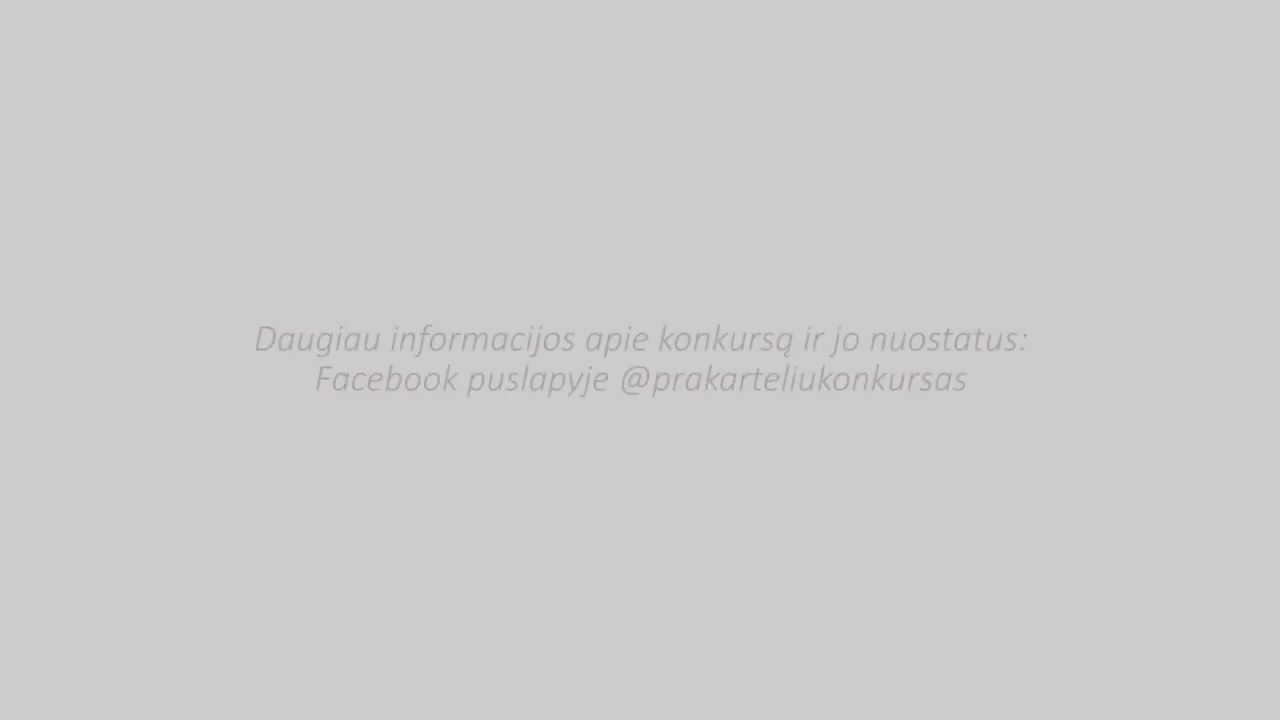 Daugiau informacijos apie konkursą ir jo nuostatus:
Facebook puslapyje @prakarteliukonkursas